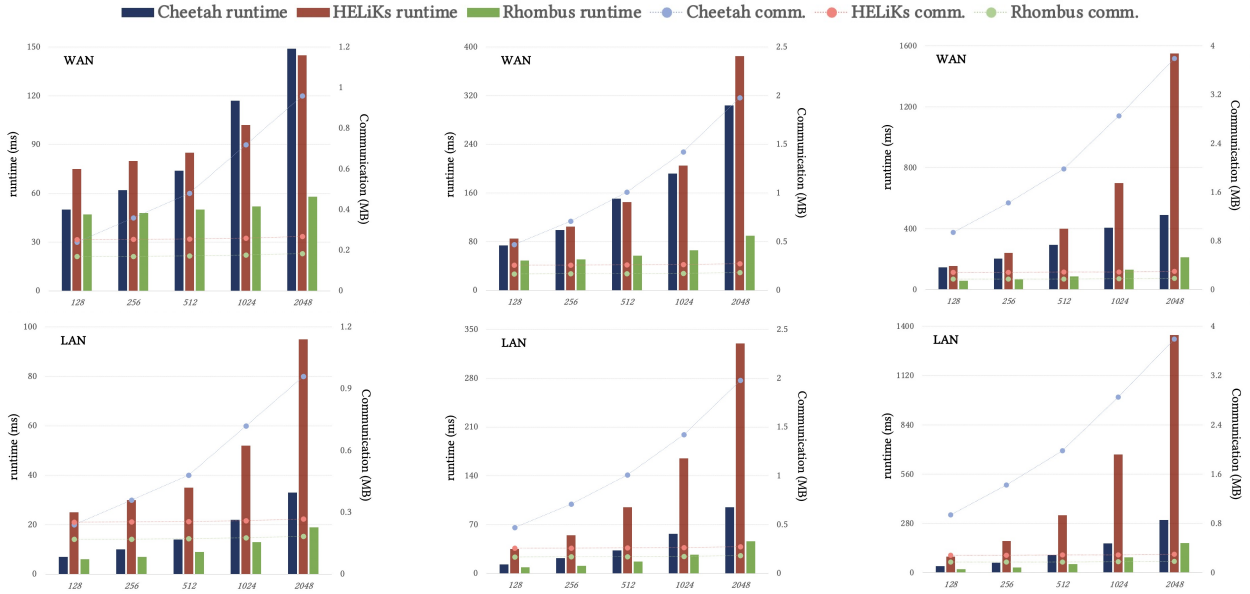 Cheetah runtime HELiKs runtime Rhombus runtime Cheetah comm. HELiKs comm. Rhombus comm.
WAN
runtime (ms)
150
120
90
60
30
0
1.2
1
0.8
0.6
0.4
0.2
0
Communication (MB)
128 256 512 1024 2048
WAN
runtime (ms)
400
320
240
160
80
0
2.5
2
1.5
1
0.5
0
Communication (MB)
128 256 512 1024 2048
WAN
runtime (ms)
1600
1200
800
400
0
4
3.2
2.4
1.6
0.8
0
Communication (MB)
128 256 512 1024 2048
LAN
runtime (ms)
100
80
60
40
20
0
1.2
0.9
0.6
0.3
0
Communication (MB)
128 256 512 1024 2048
LAN
runtime (ms)
350
280
210
140
70
0
2.5
2
1.5
1
0.5
0
Communication (MB)
128 256 512 1024 2048
LAN
runtime (ms)
1400
1120
840
560
280
0
4
3.2
2.4
1.6
0.8
0
Communication (MB)
128 256 512 1024 2048